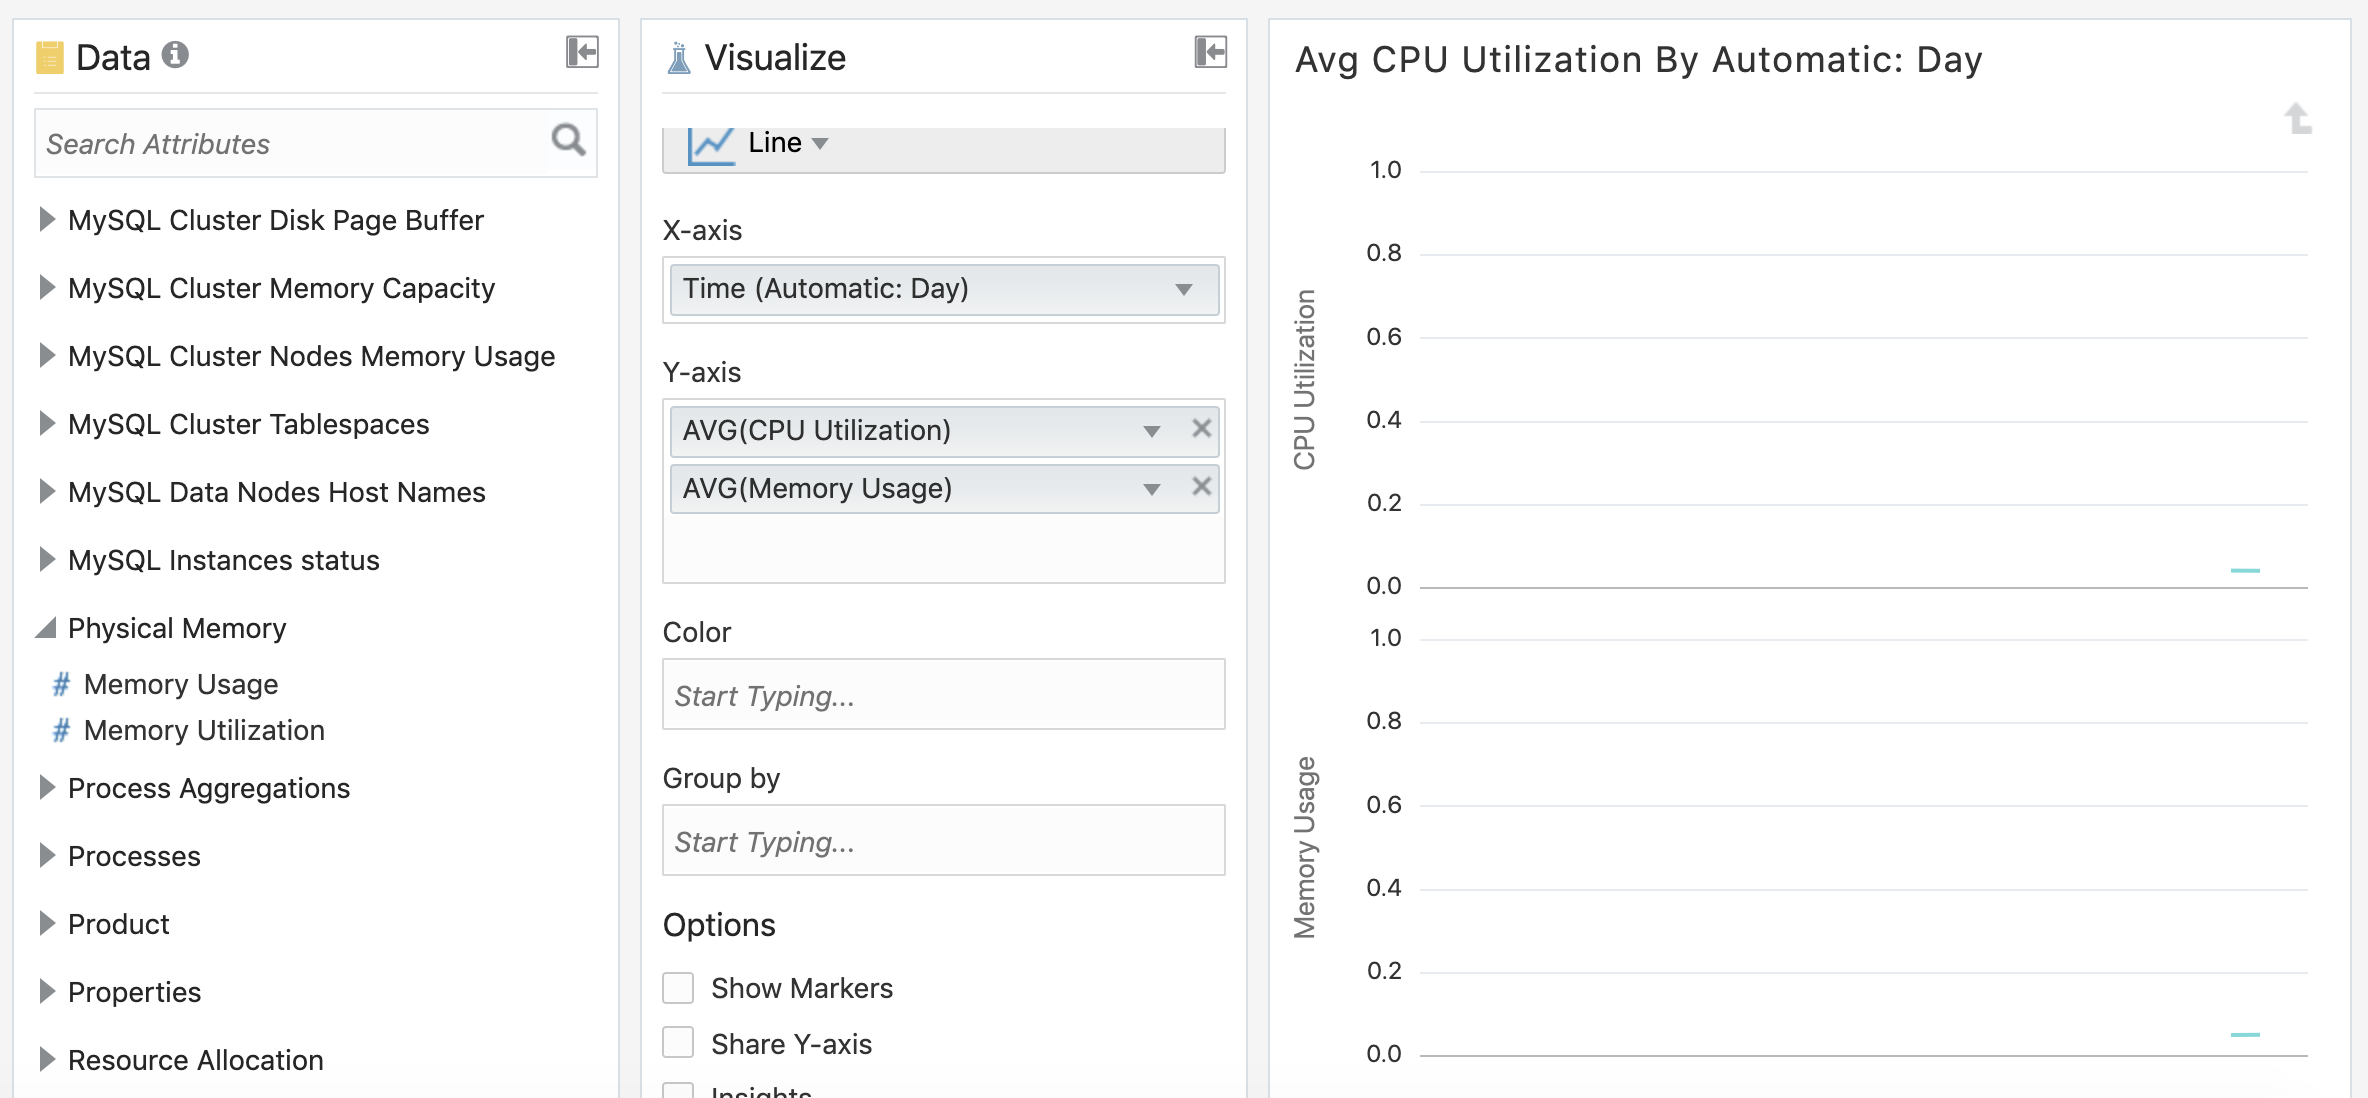 Data
Search Attributes
MySQL Cluster Disk Page Buffer
MySQL Cluster Memory Capacity
MySQL Cluster Nodes Memory Usage
MySQL Cluster Tablespaces
MySQL Data Nodes Host Names
MySQL Instances status
Physical Memory
# Memory Usage
# Memory Utilization
Process Aggregations
Processes
Product
Properties
Resource Allocation
Visualize
Line
X-axis
Time (Automatic: Day)
Y-axis
AVG(CPU Utilization)
AVG(Memory Usage)
Color
Start Typing...
Group by
Start Typing...
Options
Show Markers
Share Y-axis
Insights
Avg CPU Utilization By Automatic: Day
CPU Utilization
1.0
0.8
0.6
0.4
0.2
0.0
Memory Usage
1.0
0.8
0.6
0.4
0.2
0.0